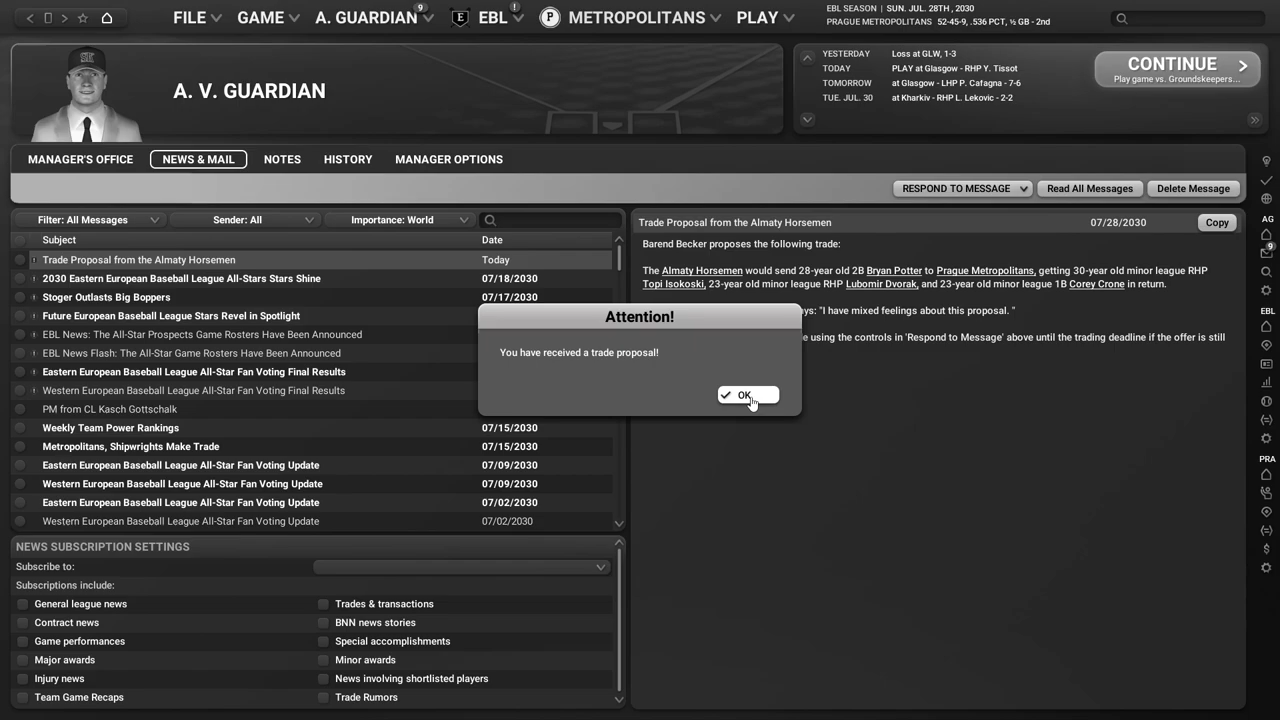 FILE
GAME
A. GUARDIAN
9
EBL
!
METROPOLITANS
PLAY
EBL SEASON | SUN. JUL. 28TH , 2030
PRAGUE METROPOLITANS 52-45-9, .536 PCT, ½ GB - 2nd
A. V. GUARDIAN
YESTERDAY Loss at GLW, 1-3
TODAY PLAY at Glasgow - RHP Y. Tissot
TOMORROW at Glasgow - LHP P. Cafagna - 7-6
TUE. JUL. 30 at Kharkiv - RHP L. Lekovic - 2-2
CONTINUE
Play game vs. Groundskeepers...
MANAGER'S OFFICE
NEWS & MAIL
NOTES
HISTORY
MANAGER OPTIONS
RESPOND TO MESSAGE
Read All Messages
Delete Message
Filter: All Messages
Sender: All
Importance: World
Subject Date
Trade Proposal from the Almaty Horsemen Today
2030 Eastern European Baseball League All-Stars Stars Shine 07/18/2030
Stoger Outlasts Big Boppers 07/17/2030
Future European Baseball League Stars Revel in Spotlight
EBL News: The All-Star Prospects Game Rosters Have Been Announced
EBL News Flash: The All-Star Game Rosters Have Been Announced
Eastern European Baseball League All-Star Fan Voting Final Results
Western European Baseball League All-Star Fan Voting Final Results
PM from CL Kasch Gottschalk
Weekly Team Power Rankings 07/15/2030
Metropolitans, Shipwrights Make Trade 07/15/2030
Eastern European Baseball League All-Star Fan Voting Update 07/09/2030
Western European Baseball League All-Star Fan Voting Update 07/09/2030
Eastern European Baseball League All-Star Fan Voting Update 07/02/2030
Western European Baseball League All-Star Fan Voting Update 07/02/2030
Trade Proposal from the Almaty Horsemen 07/28/2030
Copy
Barend Becker proposes the following trade:
The Almaty Horsemen would send 28-year old 2B Bryan Potter to Prague Metropolitans, getting 30-year old minor league RHP
Topi Isokoski, 23-year old minor league RHP Lubomir Dvorak, and 23-year old minor league 1B Corey Crone in return.
ys: "I have mixed feelings about this proposal. "
e using the controls in 'Respond to Message' above until the trading deadline if the offer is still
Attention!
You have received a trade proposal!
OK
NEWS SUBSCRIPTION SETTINGS
Subscribe to:
Subscriptions include:
General league news
Trades & transactions
Contract news
BNN news stories
Game performances
Special accomplishments
Major awards
Minor awards
Injury news
News involving shortlisted players
Team Game Recaps
Trade Rumors
AG
9
EBL
PRA